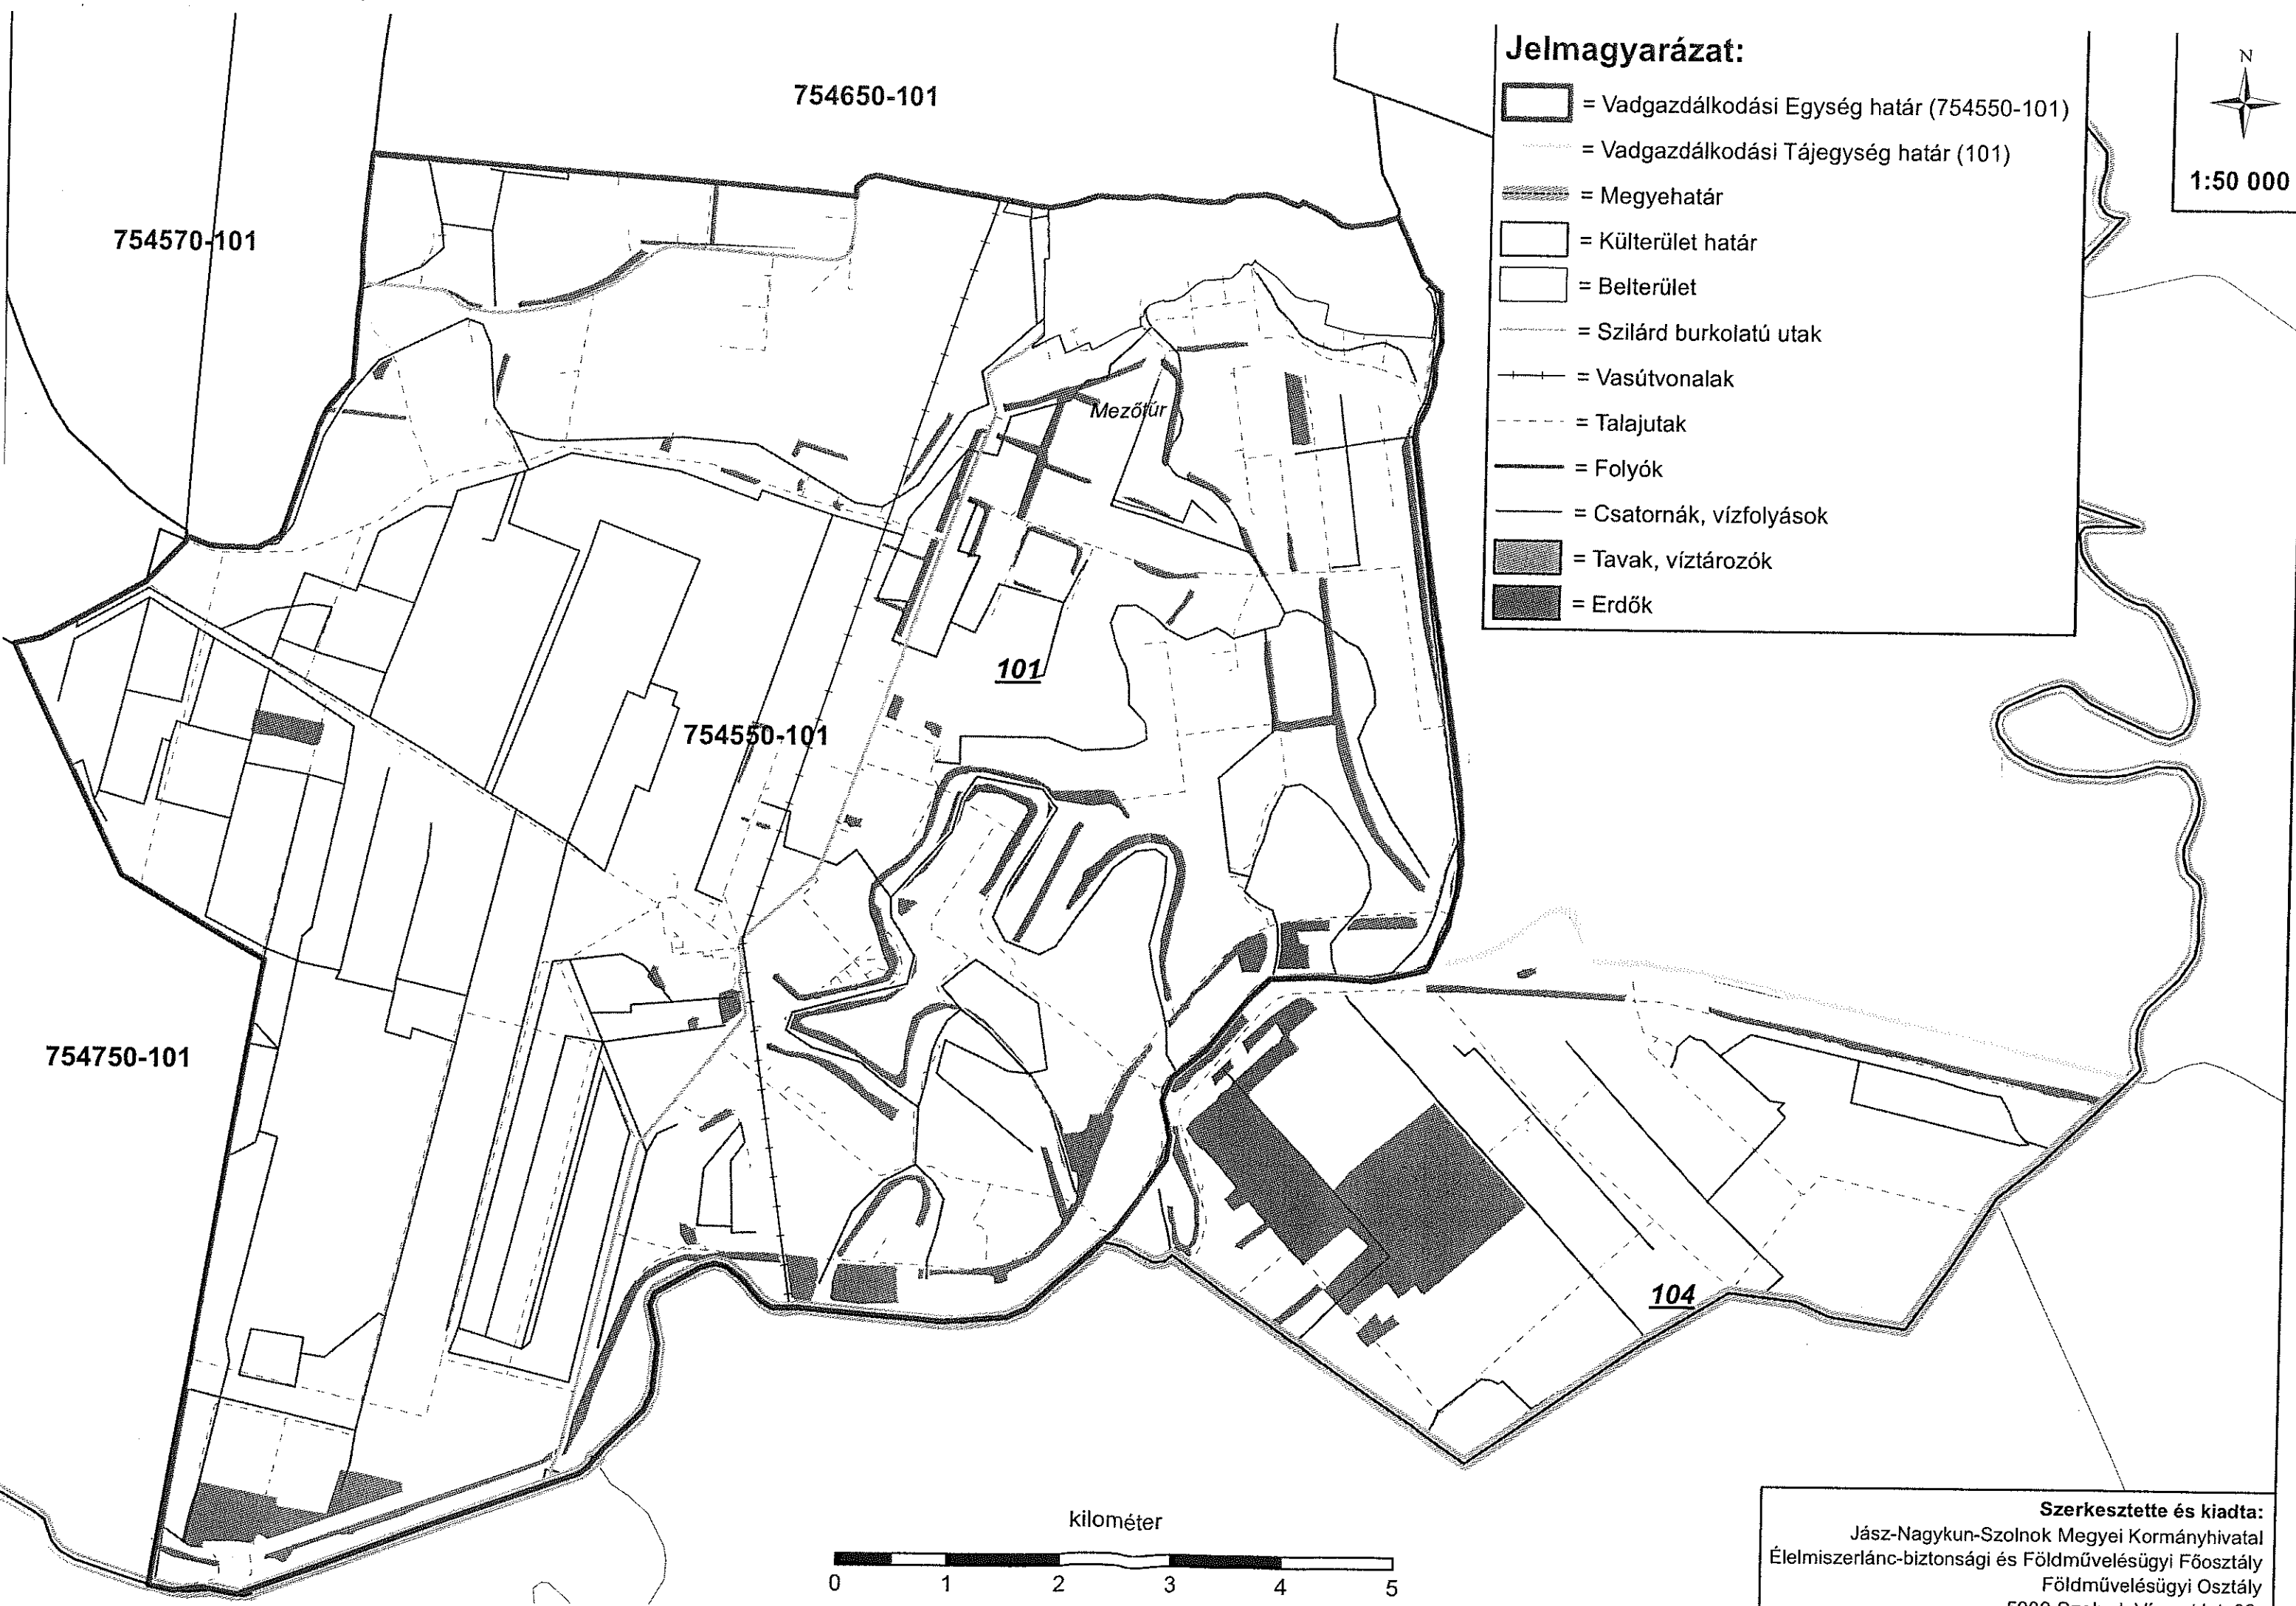 754650-101
754570-101
Jelmagyarázat:
= Vadgazdálkodási Egység határ (754550-101)
= Vadgazdálkodási Tájegység határ (101)
= Megyehatár
= Külterület határ
= Belterület
= Szilárd burkolatú utak
= Vasútvonalak
= Talajutak
= Folyók
= Csatornák, vízfolyások
= Tavak, víztározók
= Erdők
N
1:50 000
Mezőtúr
101
754550-101
754750-101
104
kilométer
0 1 2 3 4 5
Szerkesztette és kiadta:
Jász-Nagykun-Szolnok Megyei Kormányhivatal
Élelmiszerlánc-biztonsági és Földművelésügyi Főosztály
Földművelésügyi Osztály